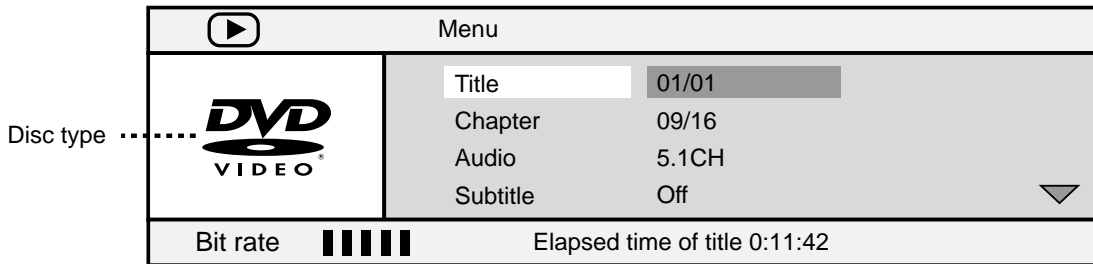 Menu
Title 01/01
Chapter 09/16
Disc type
DVD
VIDEO®
Audio 5.1CH
Subtitle Off
Bit rate Elapsed time of title 0:11:42